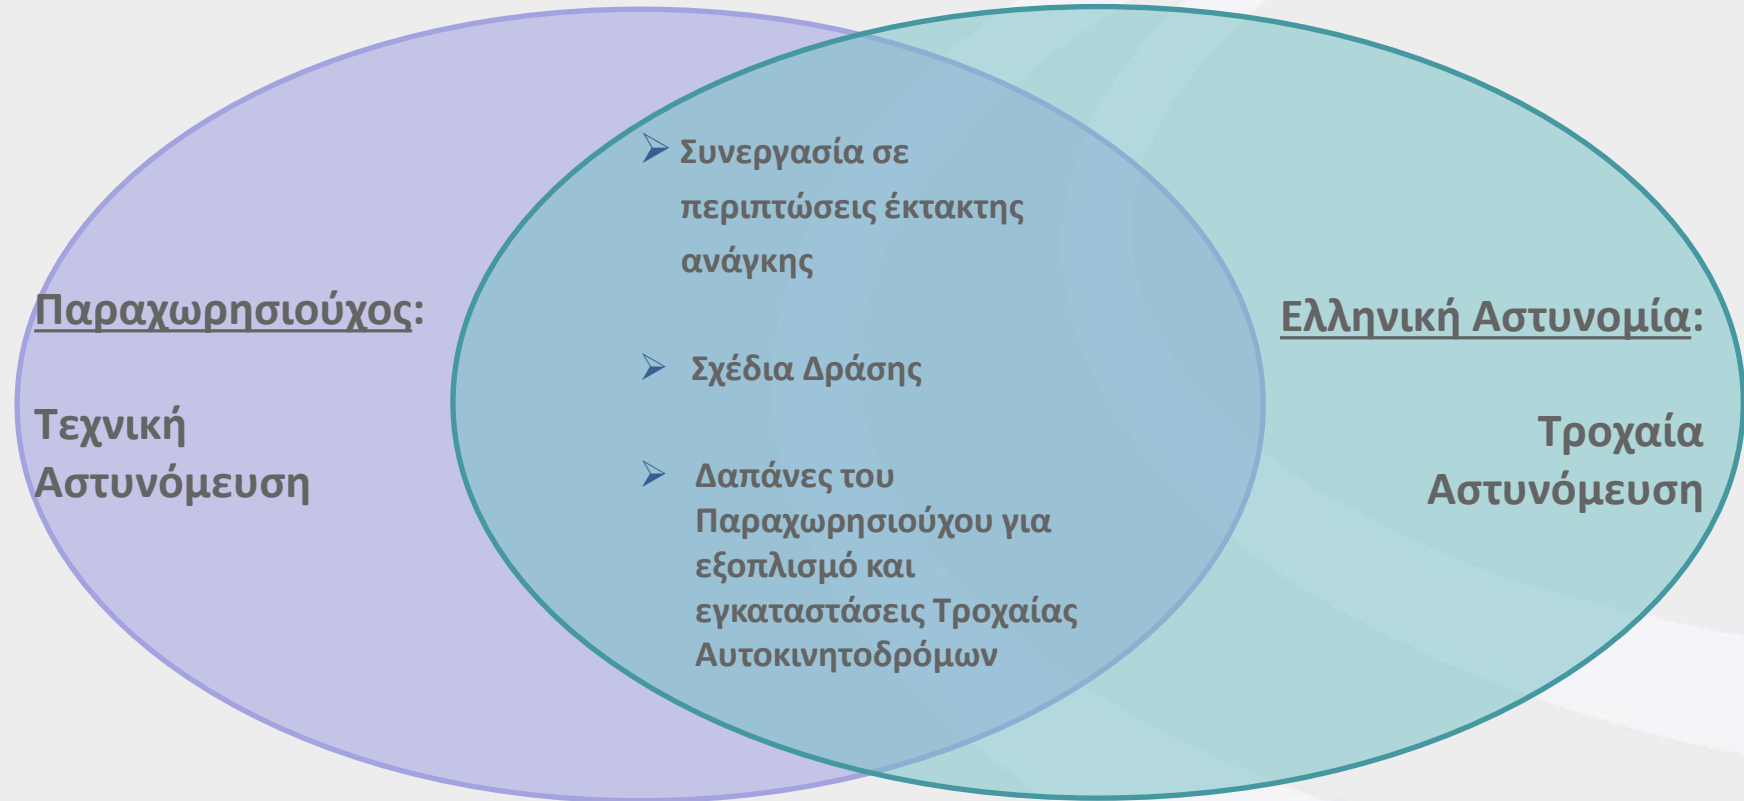 Παραχωρησιούχος:
Τεχνική
Αστυνόμευση
➢ Συνεργασία σε
περιπτώσεις έκτακτης
ανάγκης
➢ Σχέδια Δράσης
➢ Δαπάνες του
Παραχωρησιούχου για
εξοπλισμό και
εγκαταστάσεις Τροχαίας
Αυτοκινητοδρόμων
Ελληνική Αστυνομία:
Τροχαία
Αστυνόμευση